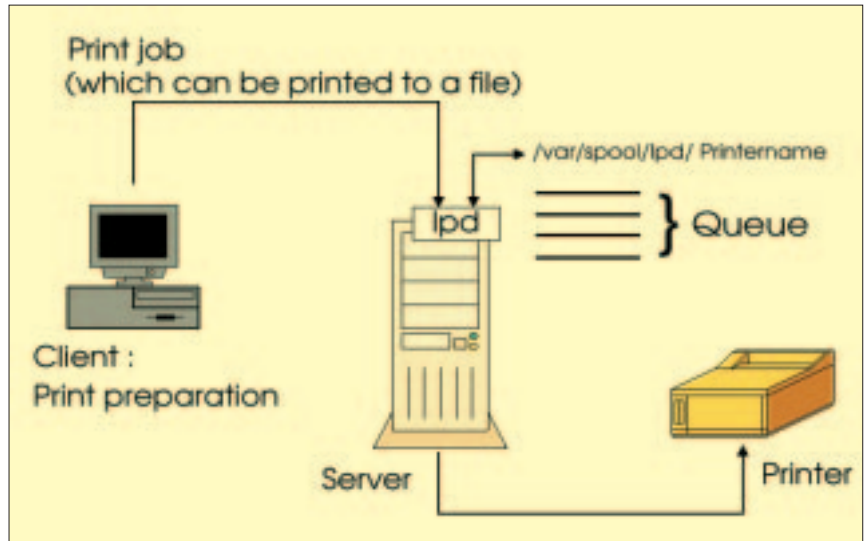 Print job
(which can be printed to a file)
/var/spool/lpd/ Printername
lpd
Queue
Client :
Print preparation
Server
Printer